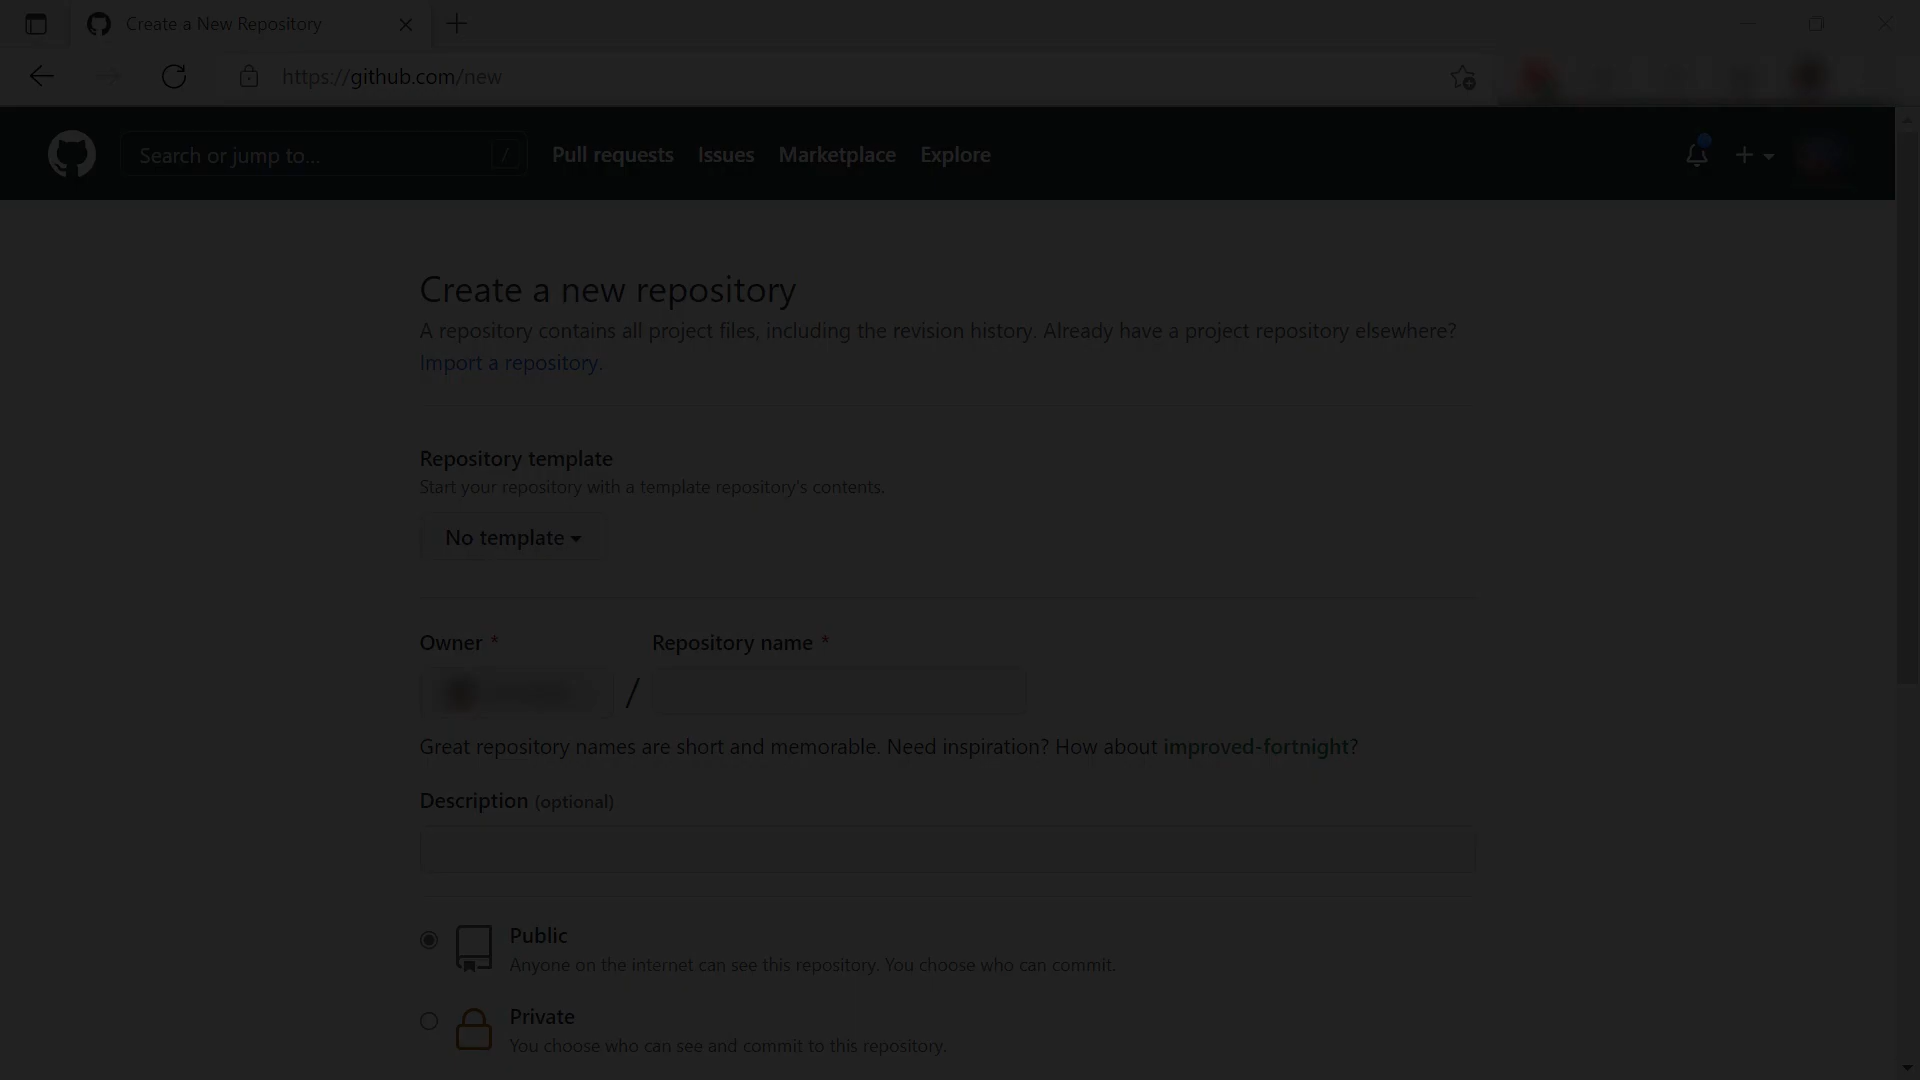 Create a New Repository
https://github.com/new
Search or jump to...
/
Pull requests
Issues
Marketplace
Explore
Create a new repository
A repository contains all project files, including the revision history. Already have a project repository elsewhere?
Import a repository.
Repository template
Start your repository with a template repository's contents.
No template
Owner *
Repository name *
/
Great repository names are short and memorable. Need inspiration? How about improved-fortnight?
Description (optional)
Public
Anyone on the internet can see this repository. You choose who can commit.
Private
You choose who can see and commit to this repository.